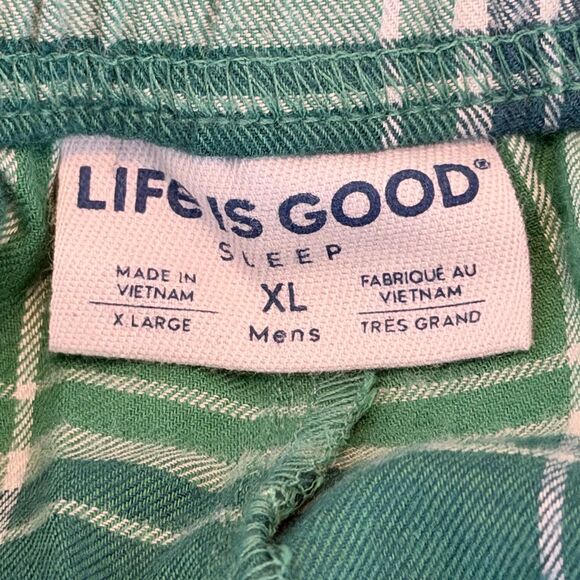 LIFE IS GOOD®
SLEEP
MADE IN
VIETNAM
X LARGE
XL
Mens
FABRIQUÉ AU
VIETNAM
TRÈS GRAND